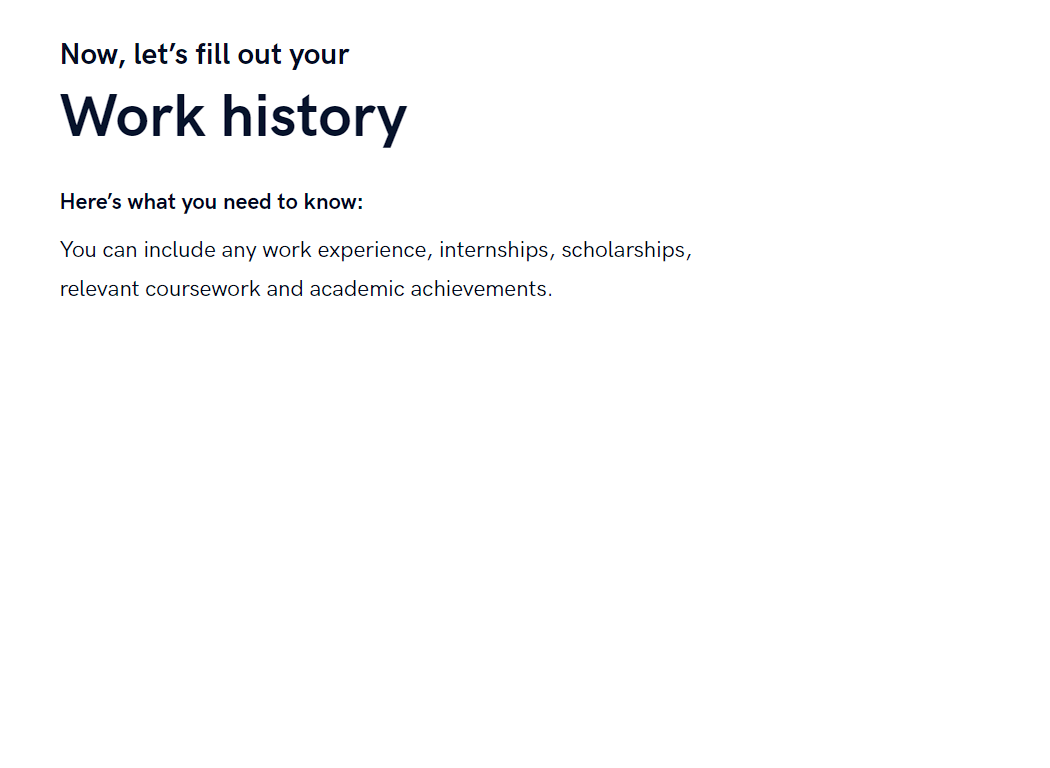 Now, let’s fill out your
Work history
Here’s what you need to know:
You can include any work experience, internships, scholarships,
relevant coursework and academic achievements.